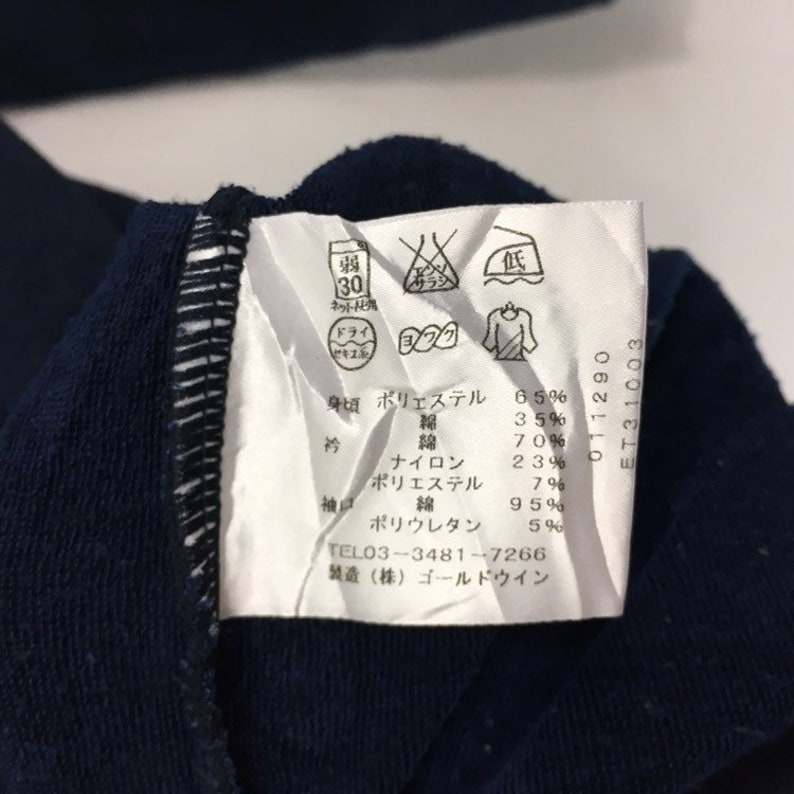 弱
30
ネット使用
エンソ
サラシ
低
ドライ
セキユ系
ヨワク
身頃 ポリエステル 65%
綿 35%
衿 綿 70%
ナイロン 23%
ポリエステル 7%
袖口 綿 95%
ポリウレタン 5%
TEL03-3481-7266
製造(株)ゴールドウイン
011290
ET31003